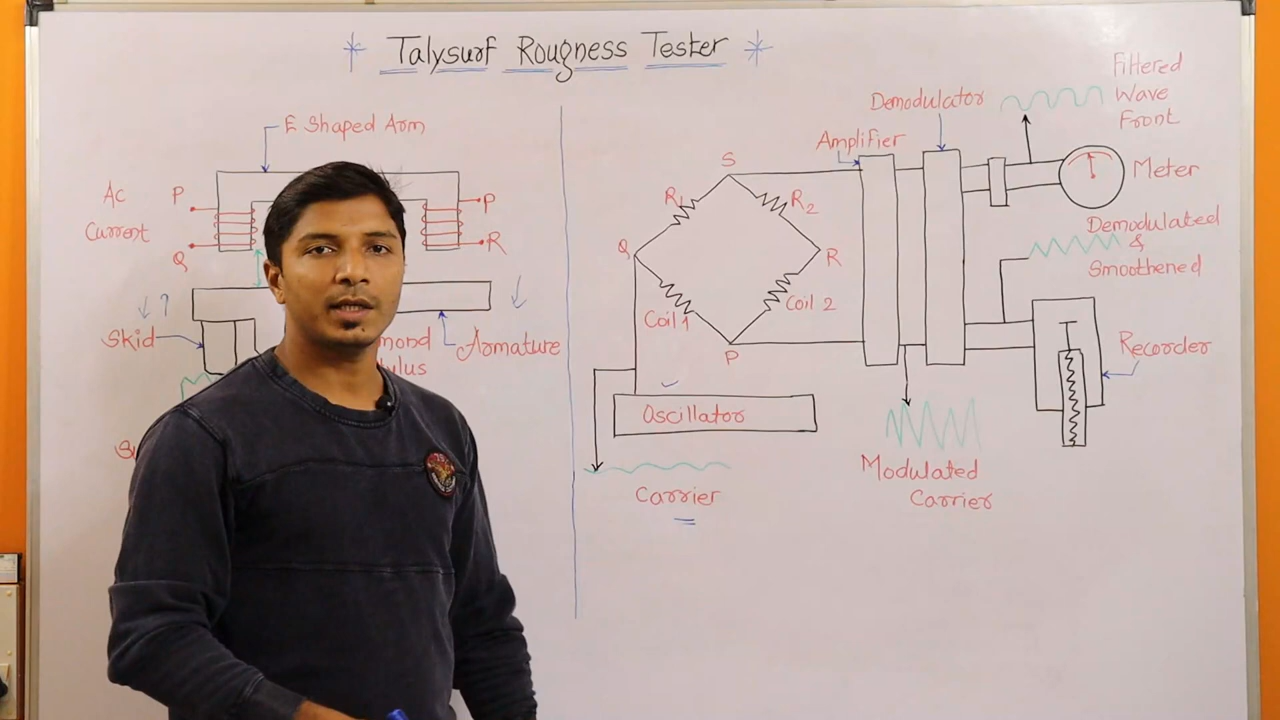 Talysurf Rougness Tester
E Shaped Arm
Ac
Current
P
Q
P
R
Skid
Armature
S
R1
R2
Q
R
Coil 1
Coil 2
P
Oscillator
Carrier
Amplifier
Demodulator
Filtered
Wave
Front
Meter
Demodulated
&
Smoothened
Recorder
Modulated
Carrier